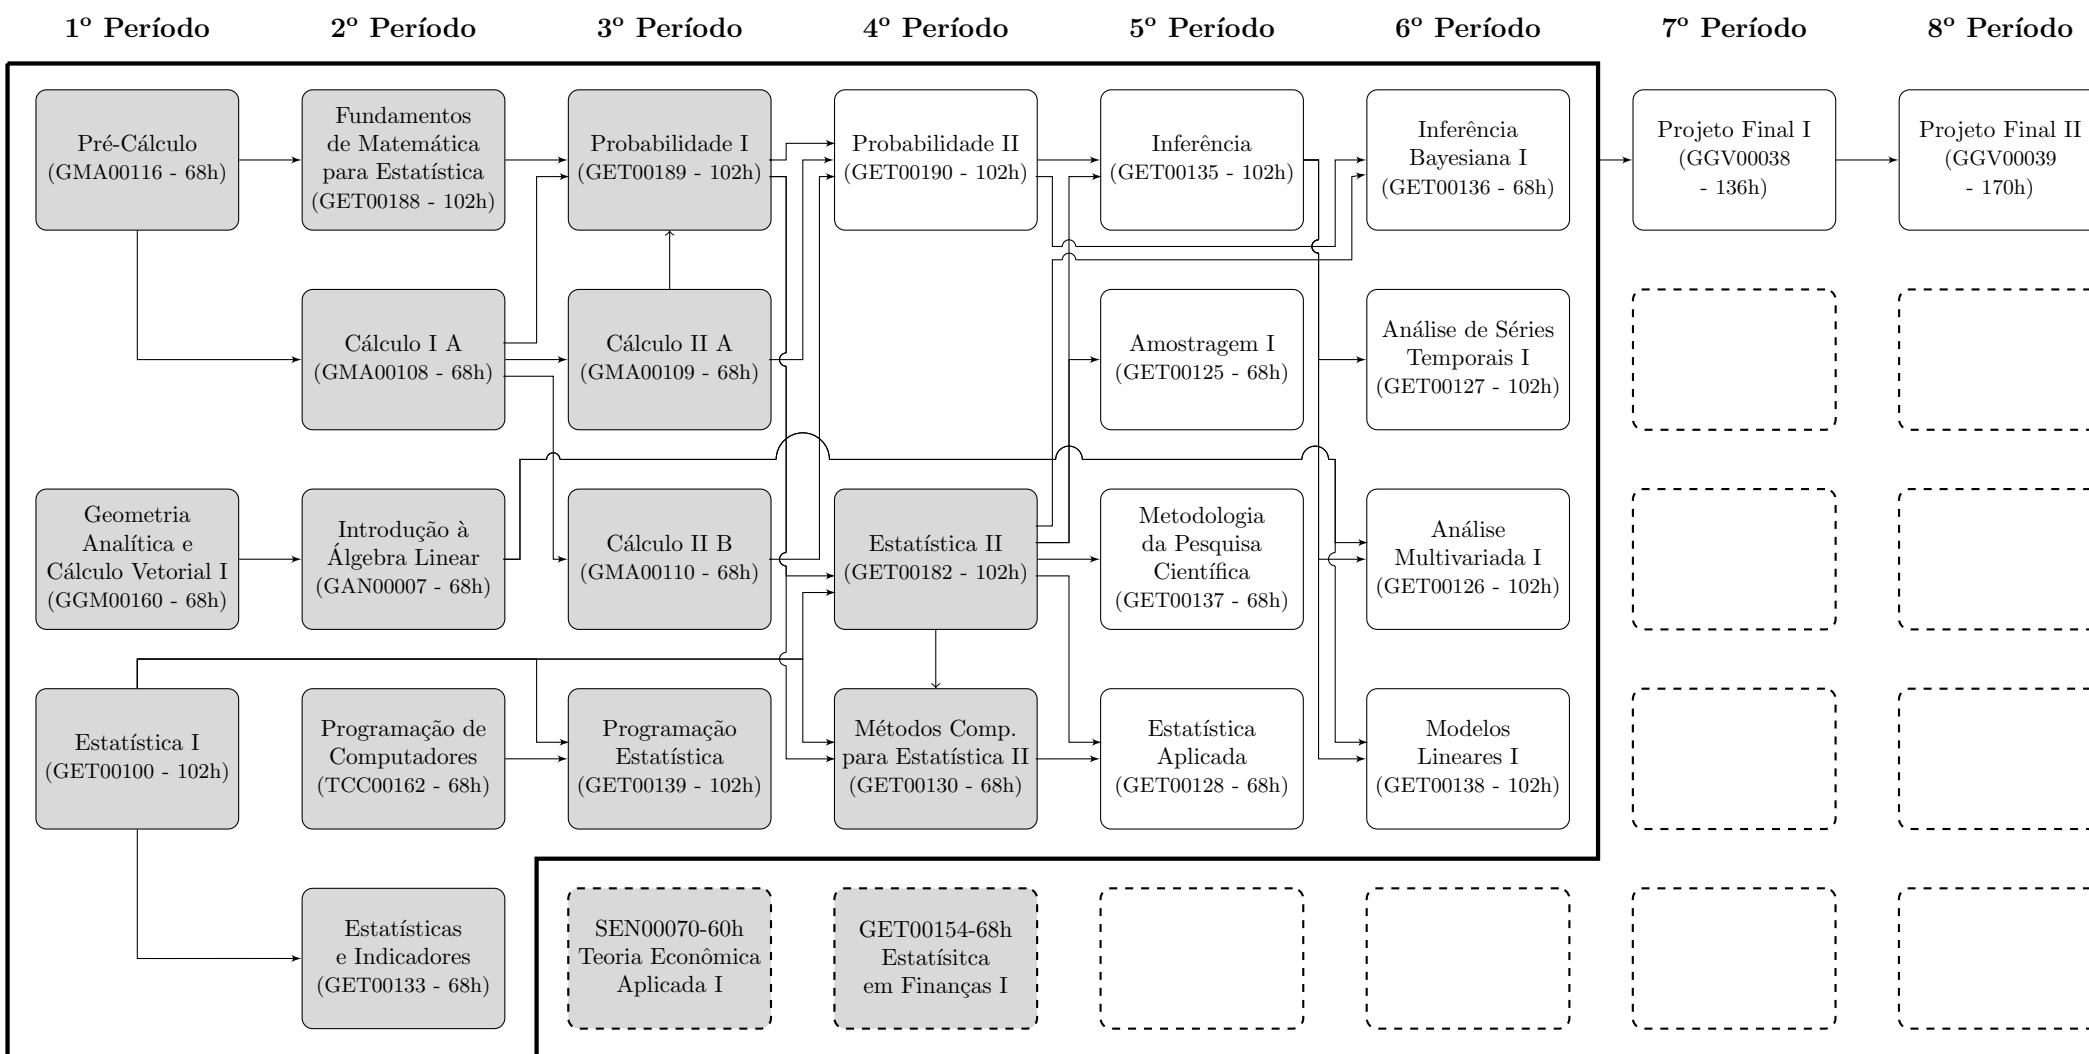 1º Período
2º Período
3º Período
4º Período
5º Período
6º Período
7º Período
8º Período
Pré-Cálculo
(GMA00116 - 68h)
Fundamentos
de Matemática
para Estatística
(GET00188 - 102h)
Probabilidade I
(GET00189 - 102h)
Probabilidade II
(GET00190 - 102h)
Inferência
(GET00135 - 102h)
Inferência
Bayesiana I
(GET00136 - 68h)
Projeto Final I
(GGV00038
- 136h)
Projeto Final II
(GGV00039
- 170h)
Cálculo I A
(GMA00108 - 68h)
Cálculo II A
(GMA00109 - 68h)
Amostragem I
(GET00125 - 68h)
Análise de Séries
Temporais I
(GET00127 - 102h)
Geometria
Analítica e
Cálculo Vetorial I
(GGM00160 - 68h)
Introdução à
Álgebra Linear
(GAN00007 - 68h)
Cálculo II B
(GMA00110 - 68h)
Estatística II
(GET00182 - 102h)
Metodologia
da Pesquisa
Científica
(GET00137 - 68h)
Análise
Multivariada I
(GET00126 - 102h)
Estatística I
(GET00100 - 102h)
Programação de
Computadores
(TCC00162 - 68h)
Programação
Estatística
(GET00139 - 102h)
Métodos Comp.
para Estatística II
(GET00130 - 68h)
Estatística
Aplicada
(GET00128 - 68h)
Modelos
Lineares I
(GET00138 - 102h)
Estatísticas
e Indicadores
(GET00133 - 68h)
SEN00070-60h
Teoria Econômica
Aplicada I
GET00154-68h
Estatísitca
em Finanças I